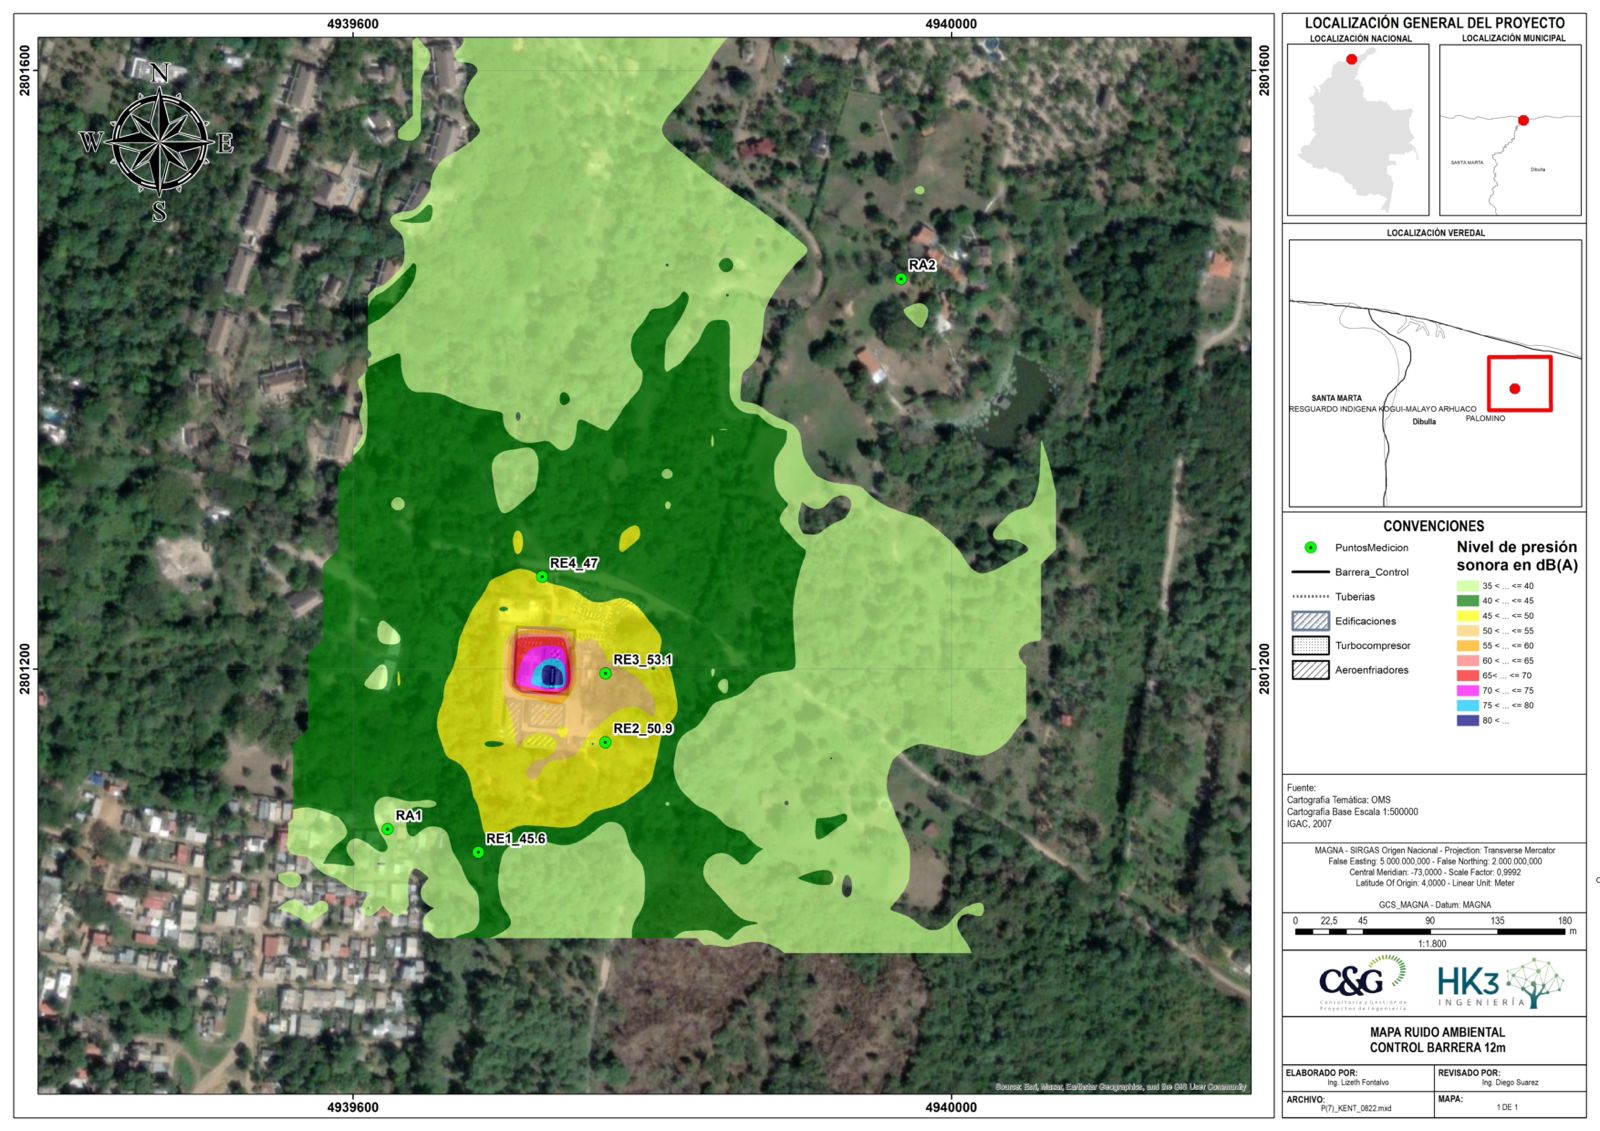 4939600
4940000
2801600
2801600
N
W
E
S
RA2
RE4_47
RE3_53.1
RE2_50.9
RA1
RE1_45.6
2801200
2801200
Source: Esri, Maxar, Earthstar Geographics, and the GIS User Community
4939600
4940000
LOCALIZACIÓN GENERAL DEL PROYECTO
LOCALIZACIÓN NACIONAL
LOCALIZACIÓN MUNICIPAL
SANTA MARTA
Dibulla
LOCALIZACIÓN VEREDAL
SANTA MARTA
RESGUARDO INDIGENA KOGUI-MALAYO ARHUACO
PALOMINO
Dibulla
CONVENCIONES
PuntosMedicion
Barrera_Control
Tuberias
Edificaciones
Turbocompresor
Aeroenfriadores
Nivel de presión
sonora en dB(A)
35 < ... <= 40
40 < ... <= 45
45 < ... <= 50
50 < ... <= 55
55 < ... <= 60
60 < ... <= 65
65< ... <= 70
70 < ... <= 75
75 < ... <= 80
80 < ...
Fuente:
Cartografía Temática: OMS
Cartografía Base Escala 1:500000
IGAC, 2007
MAGNA - SIRGAS Origen Nacional - Projection: Transverse Mercator
False Easting: 5.000.000,000 - False Northing: 2.000.000,000
Central Meridian: -73,0000 - Scale Factor: 0,9992
Latitude Of Origin: 4,0000 - Linear Unit: Meter
GCS_MAGNA - Datum: MAGNA
0 22,5 45 90 135 180
m
1:1.800
C&G
Consultoría y Gestión de
Proyectos de Ingeniería
HK3
INGENIERÍA
MAPA RUIDO AMBIENTAL
CONTROL BARRERA 12m
ELABORADO POR:
Ing. Lizeth Fontalvo
REVISADO POR:
Ing. Diego Suarez
ARCHIVO:
P(7)_KENT_0822.mxd
MAPA:
1 DE 1